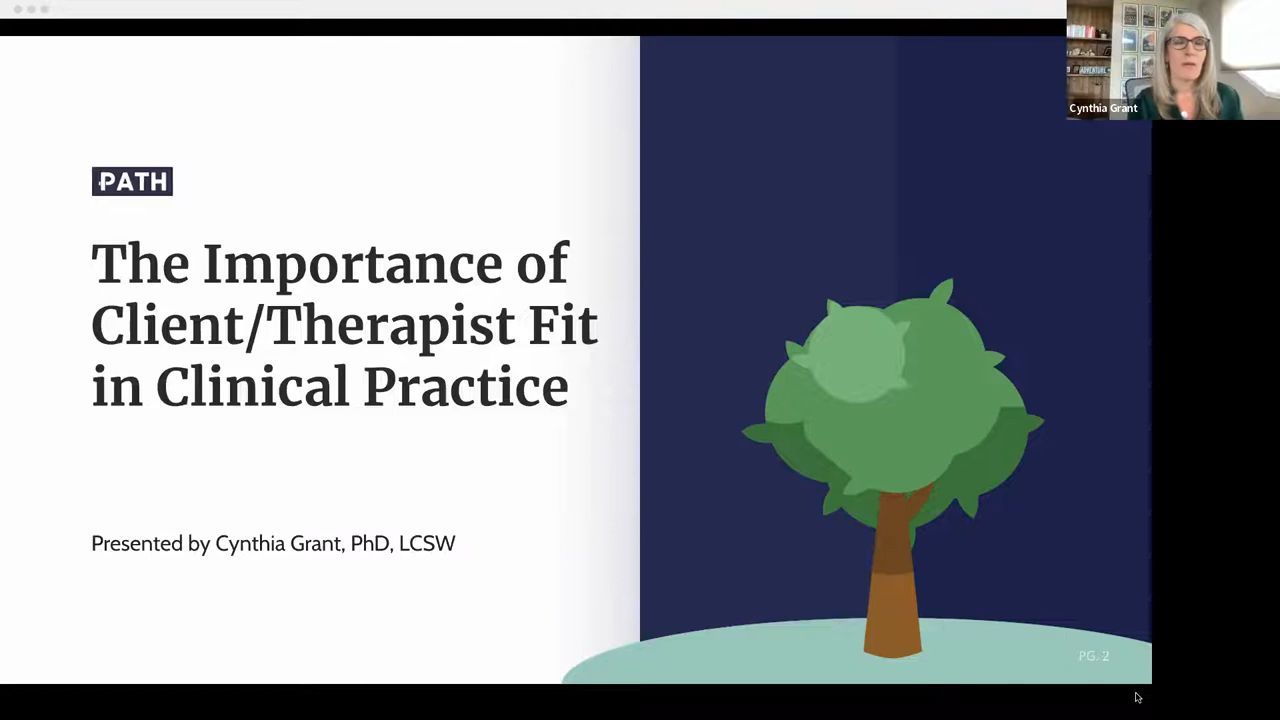 ADVENTURE
Cynthia Grant
PATH
The Importance of
Client/Therapist Fit
in Clinical Practice
Presented by Cynthia Grant, PhD, LCSW
PG. 2